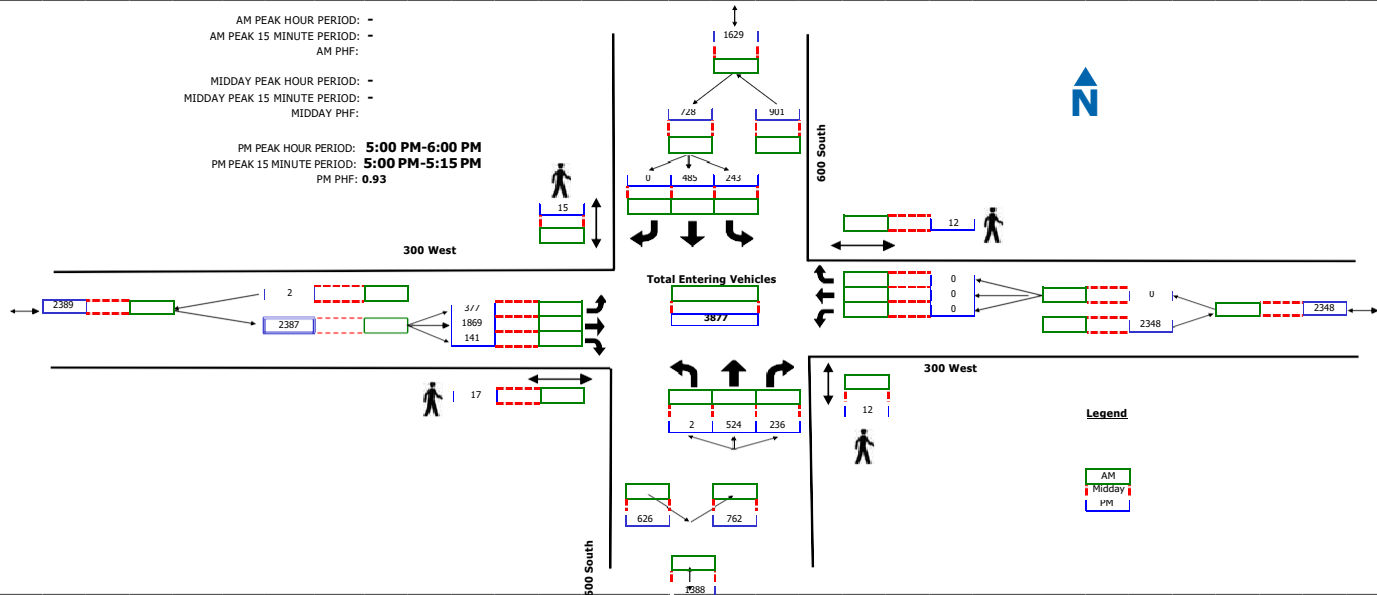 AM PEAK HOUR PERIOD: -
AM PEAK 15 MINUTE PERIOD: -
AM PHF:
MIDDAY PEAK HOUR PERIOD: -
MIDDAY PEAK 15 MINUTE PERIOD: -
MIDDAY PHF:
PM PEAK HOUR PERIOD: 5:00 PM-6:00 PM
PM PEAK 15 MINUTE PERIOD: 5:00 PM-5:15 PM
PM PHF: 0.93
1629
N
728 901
600 South
0 485 243
15
12
300 West
Total Entering Vehicles
3877
2389
2
2387
377
1869
141
0
0
0
0
2348
2348
300 West
17
12
2 524 236
Legend
AM
Midday
PM
626 762
600 South
1388